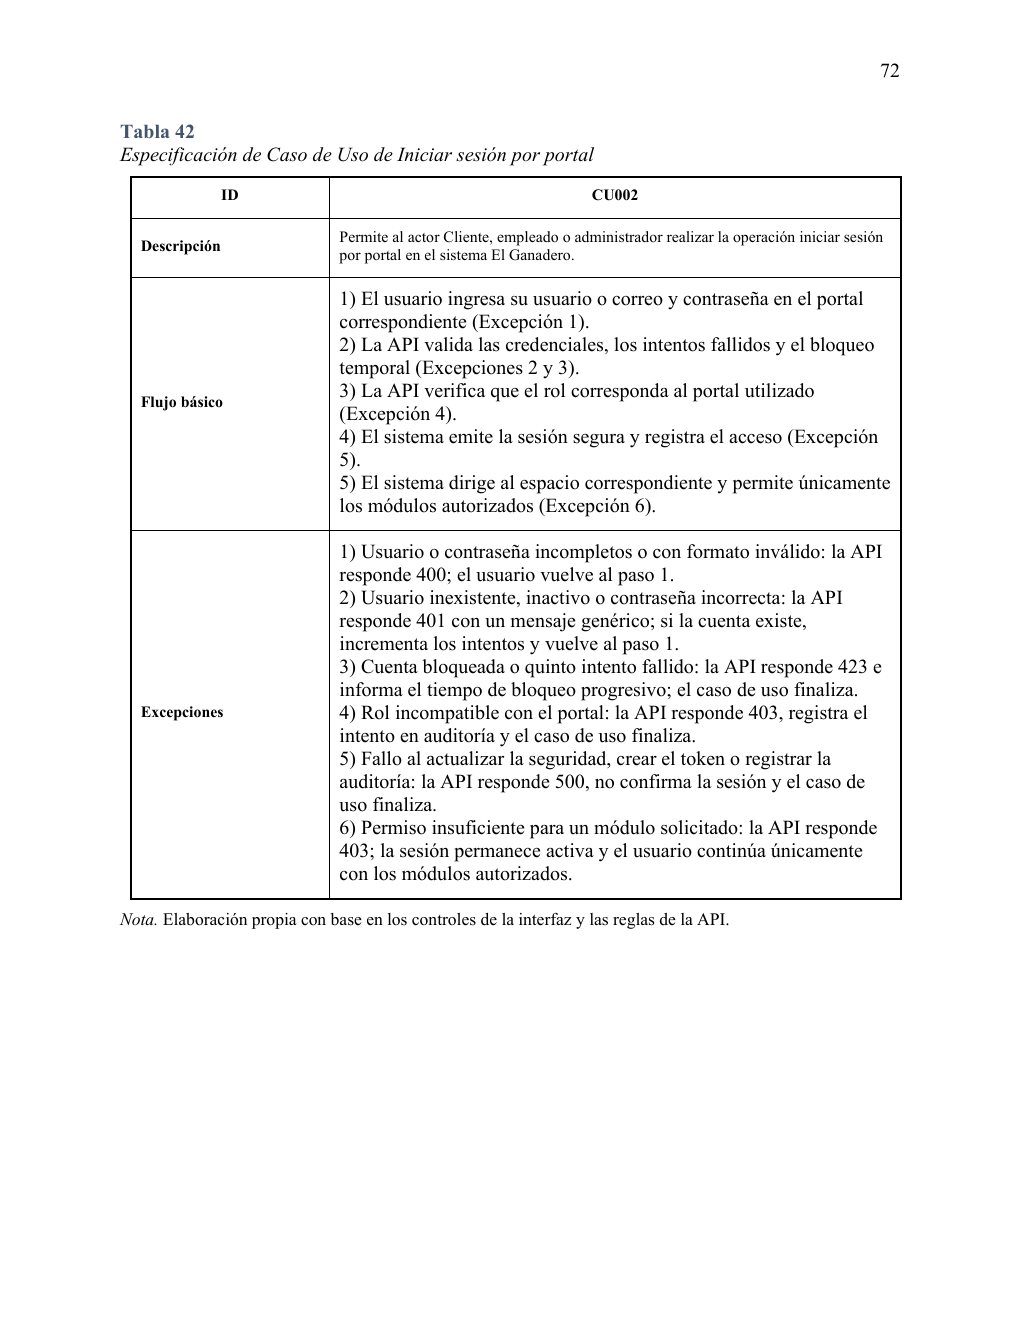 72
Tabla 42
Especificación de Caso de Uso de Iniciar sesión por portal
ID
CU002
Descripción
Permite al actor Cliente, empleado o administrador realizar la operación iniciar sesión
por portal en el sistema El Ganadero.
Flujo básico
1) El usuario ingresa su usuario o correo y contraseña en el portal
correspondiente (Excepción 1).
2) La API valida las credenciales, los intentos fallidos y el bloqueo
temporal (Excepciones 2 y 3).
3) La API verifica que el rol corresponda al portal utilizado
(Excepción 4).
4) El sistema emite la sesión segura y registra el acceso (Excepción
5).
5) El sistema dirige al espacio correspondiente y permite únicamente
los módulos autorizados (Excepción 6).
Excepciones
1) Usuario o contraseña incompletos o con formato inválido: la API
responde 400; el usuario vuelve al paso 1.
2) Usuario inexistente, inactivo o contraseña incorrecta: la API
responde 401 con un mensaje genérico; si la cuenta existe,
incrementa los intentos y vuelve al paso 1.
3) Cuenta bloqueada o quinto intento fallido: la API responde 423 e
informa el tiempo de bloqueo progresivo; el caso de uso finaliza.
4) Rol incompatible con el portal: la API responde 403, registra el
intento en auditoría y el caso de uso finaliza.
5) Fallo al actualizar la seguridad, crear el token o registrar la
auditoría: la API responde 500, no confirma la sesión y el caso de
uso finaliza.
6) Permiso insuficiente para un módulo solicitado: la API responde
403; la sesión permanece activa y el usuario continúa únicamente
con los módulos autorizados.
Nota. Elaboración propia con base en los controles de la interfaz y las reglas de la API.